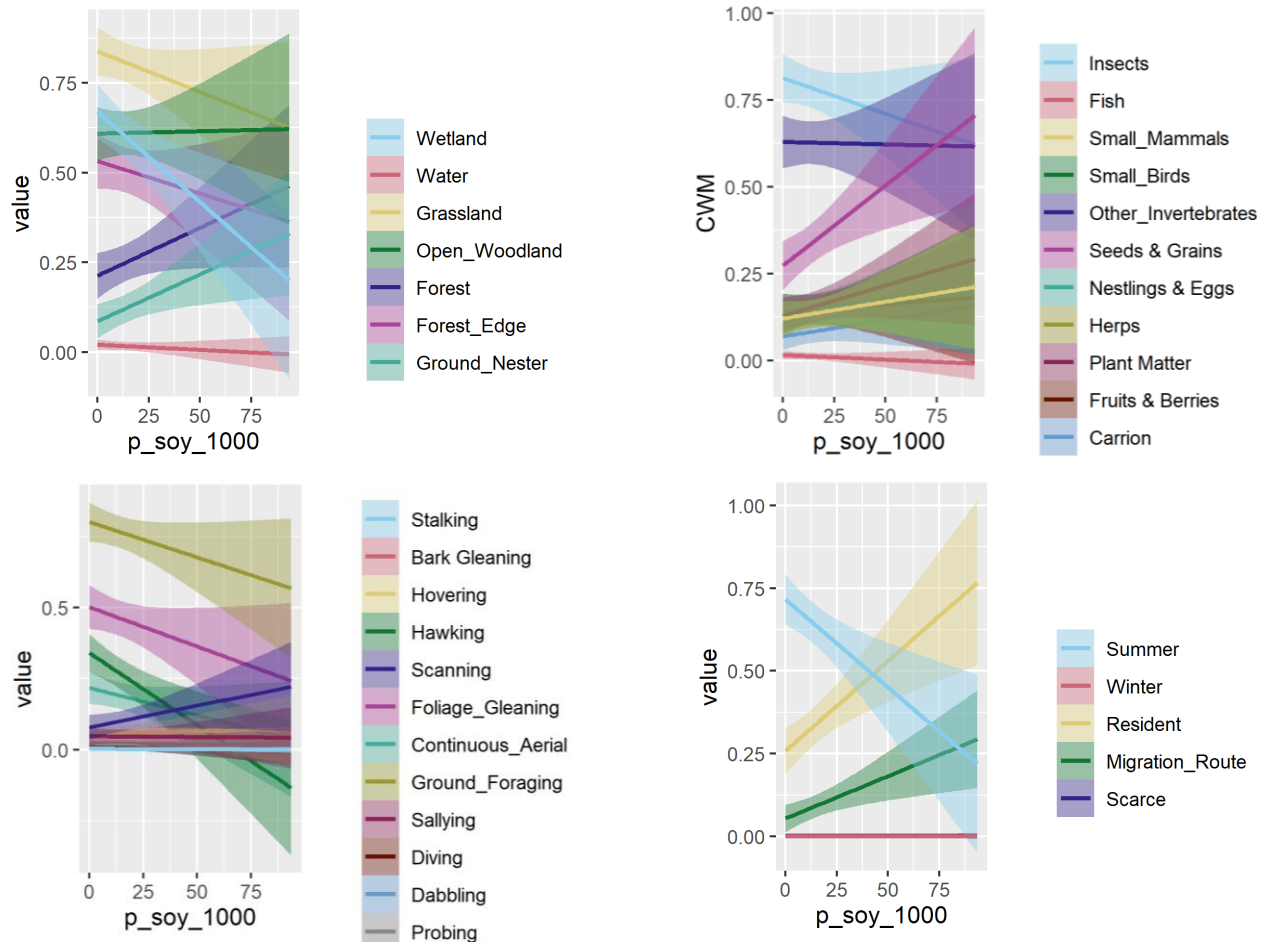 0.75
0.50
0.25
0.00
value
0
25
50
75
p_soy_1000
Wetland
Water
Grassland
Open_Woodland
Forest
Forest_Edge
Ground_Nester
1.00
0.75
0.50
0.25
0.00
CWM
0
25
50
75
p_soy_1000
Insects
Fish
Small_Mammals
Small_Birds
Other_Invertebrates
Seeds & Grains
Nestlings & Eggs
Herps
Plant Matter
Fruits & Berries
Carrion
0.5
0.0
value
0
25
50
75
p_soy_1000
Stalking
Bark Gleaning
Hovering
Hawking
Scanning
Foliage_Gleaning
Continuous_Aerial
Ground_Foraging
Sallying
Diving
Dabbling
Probing
1.00
0.75
0.50
0.25
0.00
value
0
25
50
75
p_soy_1000
Summer
Winter
Resident
Migration_Route
Scarce